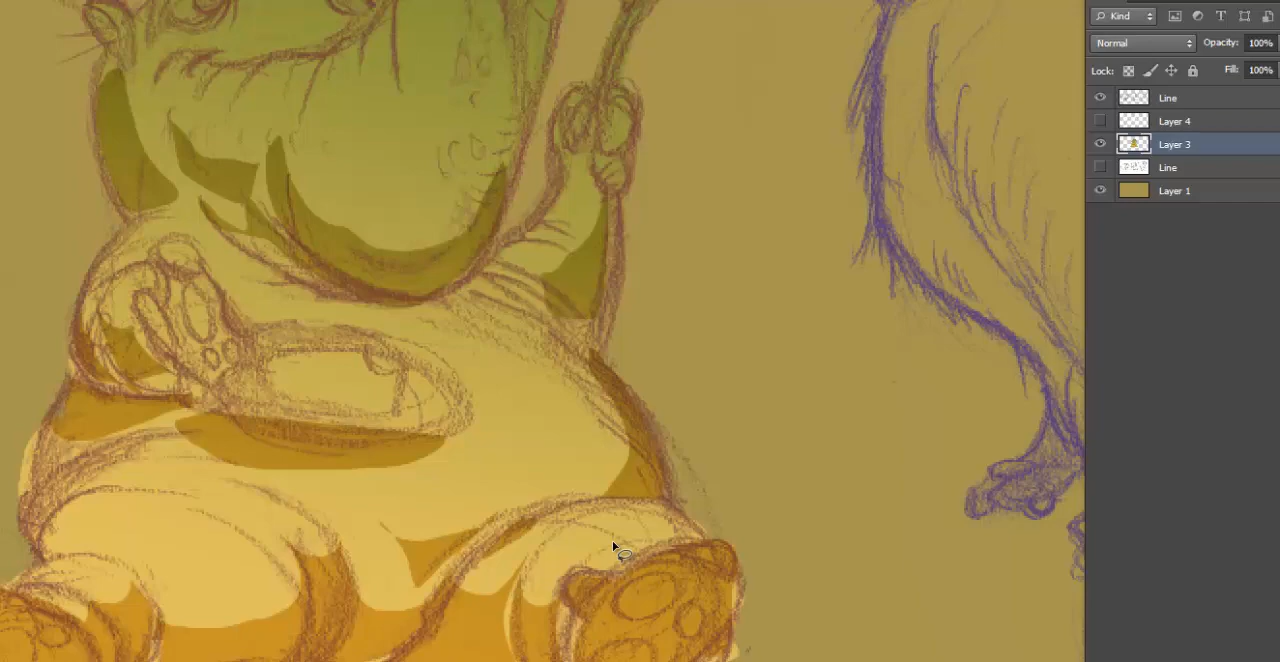 Kind
Normal Opacity: 100%
Lock: Fill: 100%
Line
Layer 4
Layer 3
Line
Layer 1